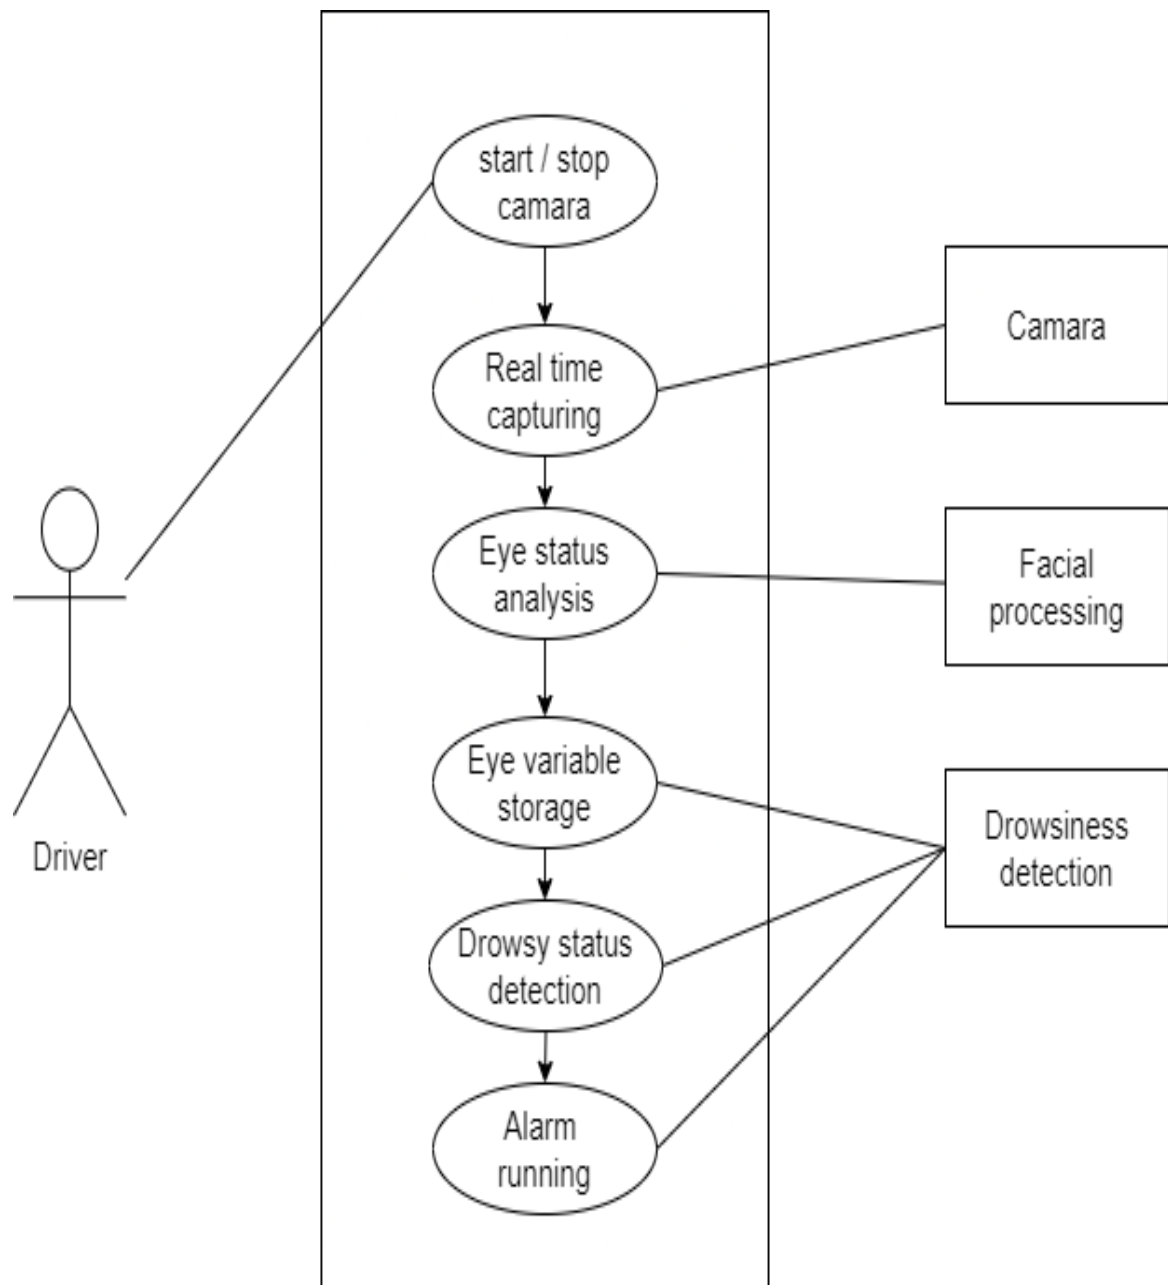 start / stop
camara
Real time
capturing
Eye status
analysis
Eye variable
storage
Drowsy status
detection
Alarm
running
Driver
Camara
Facial
processing
Drowsiness
detection